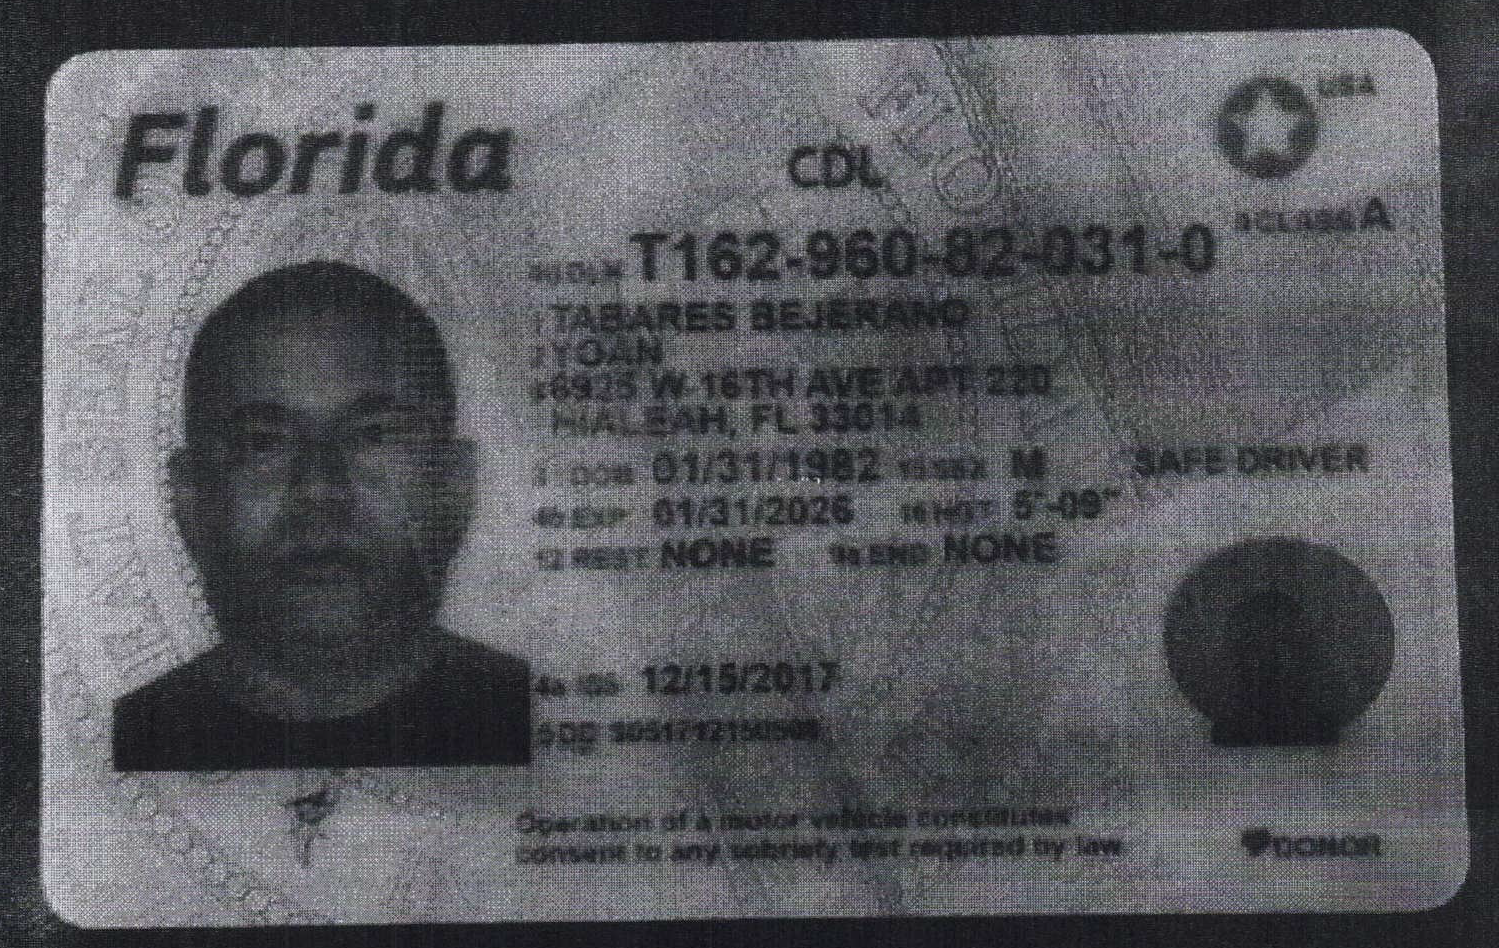 Florida
CDL
USA
9 CLASS A
4d DLN T162-960-82-031-0
1 TABARES BEJERANO
2 YOAN
8 6925 W 16TH AVE APT 230
HIALEAH, FL 33014
3 DOB 01/31/1982 15 SEX M
SAFE DRIVER
4b EXP 01/31/2026 16 HGT 5'-09"
12 REST NONE 9a END NONE
4a ISS 12/15/2017
5 DD
Operation of a motor vehicle constitutes
consent to any sobriety test required by law
DONOR